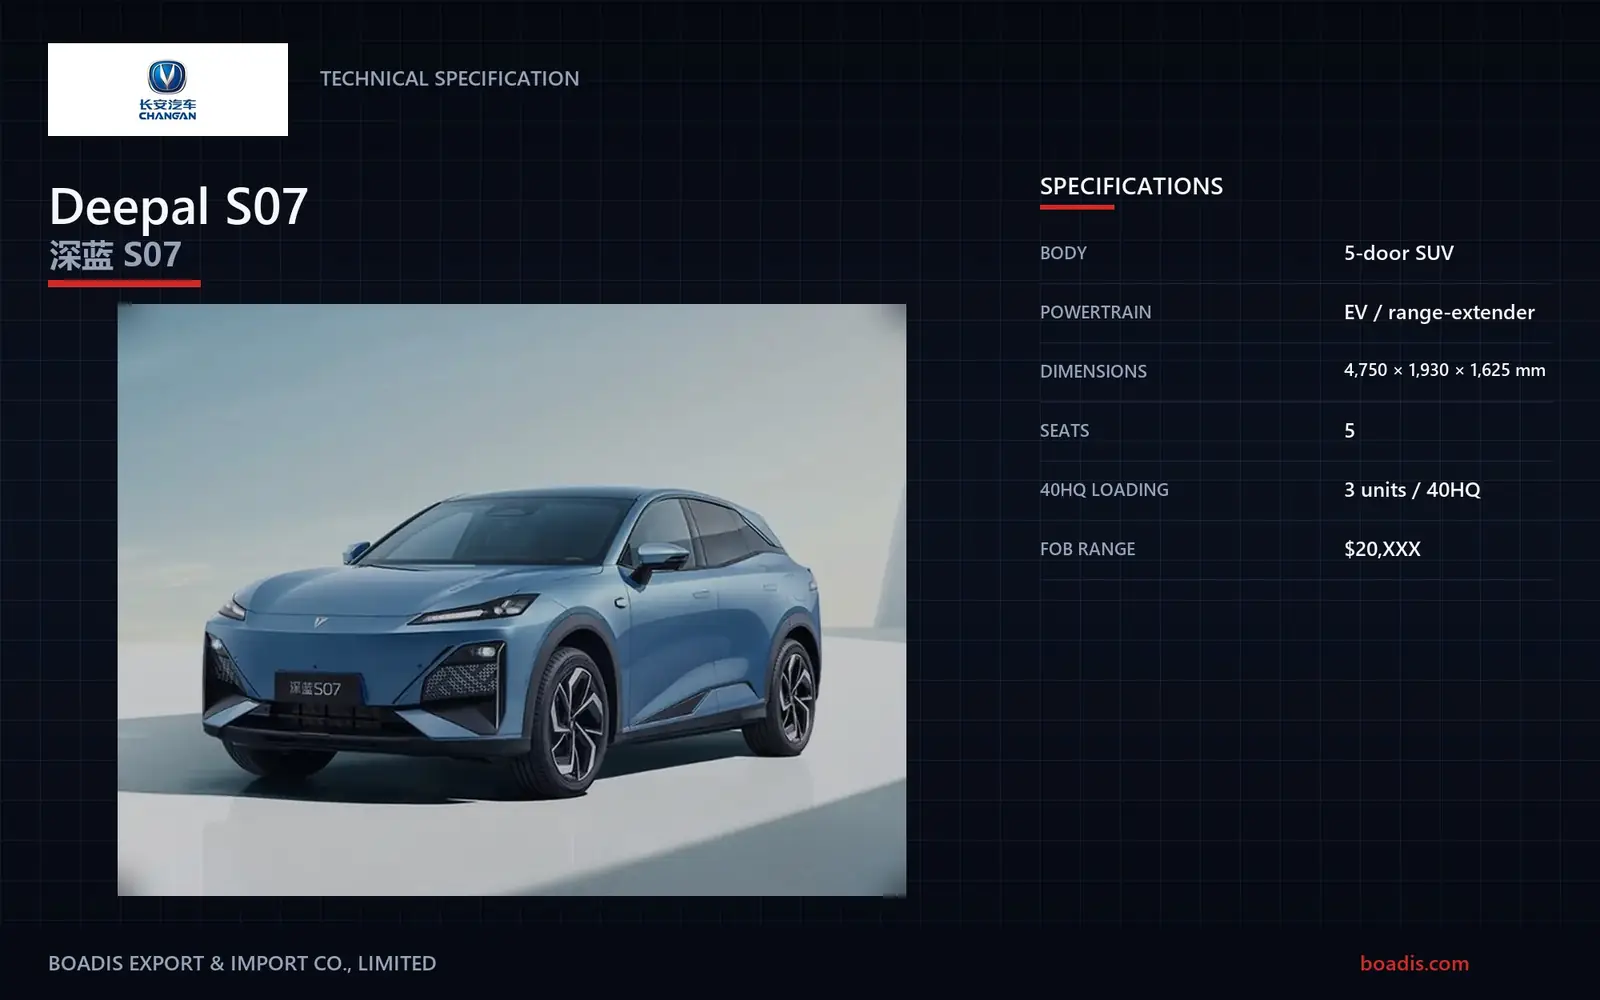 长安汽车
CHANGAN
TECHNICAL SPECIFICATION
Deepal S07
深蓝 S07
深蓝S07
SPECIFICATIONS
BODY 5-door SUV
POWERTRAIN EV / range-extender
DIMENSIONS 4,750 × 1,930 × 1,625 mm
SEATS 5
40HQ LOADING 3 units / 40HQ
FOB RANGE $20,XXX
BOADIS EXPORT & IMPORT CO., LIMITED
boadis.com